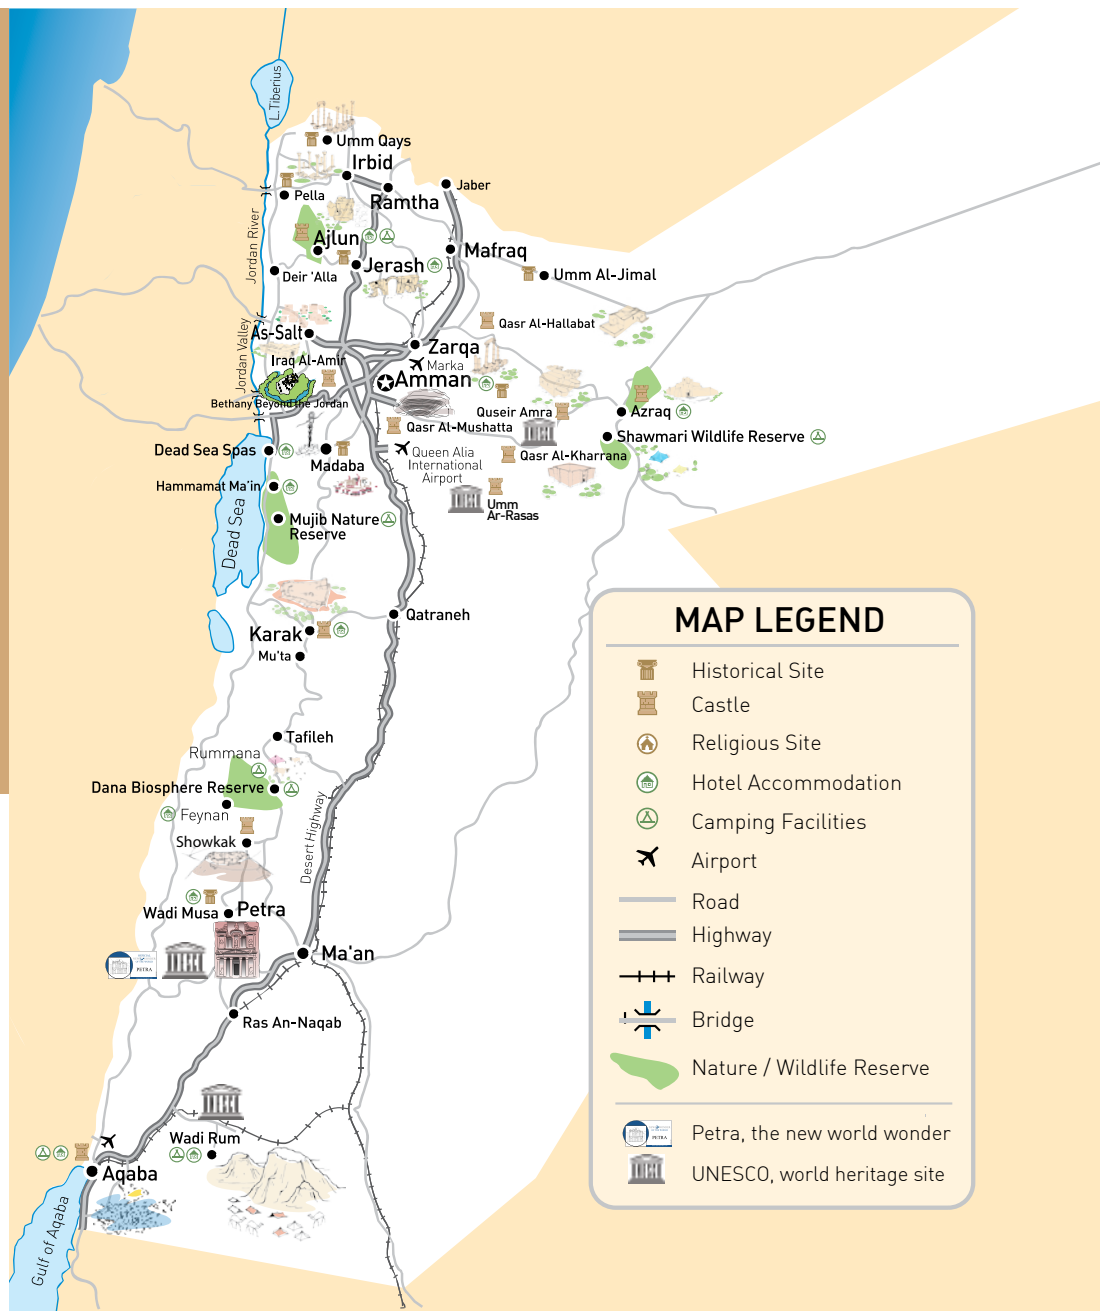 L.Tiberius
Umm Qays
Irbid
Jaber
Pella
Ramtha
Jordan River
Ajlun
Mafraq
Jerash
Umm Al-Jimal
Deir 'Alla
Qasr Al-Hallabat
As-Salt
Zarqa
Jordan Valley
Iraq Al-Amir
Marka
Amman
Bethany Beyond the Jordan
Quseir Amra
Azraq
Qasr Al-Mushatta
Shawmari Wildlife Reserve
Dead Sea Spas
Madaba
Queen Alia
International
Airport
Qasr Al-Kharrana
Hammamat Ma'in
Umm
Ar-Rasas
Dead Sea
Mujib Nature
Reserve
Qatraneh
Karak
Mu'ta
Tafileh
Rummana
Dana Biosphere Reserve
Feynan
Desert Highway
Showkak
Wadi Musa
Petra
PETRA
Ma'an
Ras An-Naqab
Wadi Rum
Aqaba
Gulf of Aqaba
MAP LEGEND
Historical Site
Castle
Religious Site
Hotel Accommodation
Camping Facilities
Airport
Road
Highway
Railway
Bridge
Nature / Wildlife Reserve
PETRA
Petra, the new world wonder
UNESCO, world heritage site